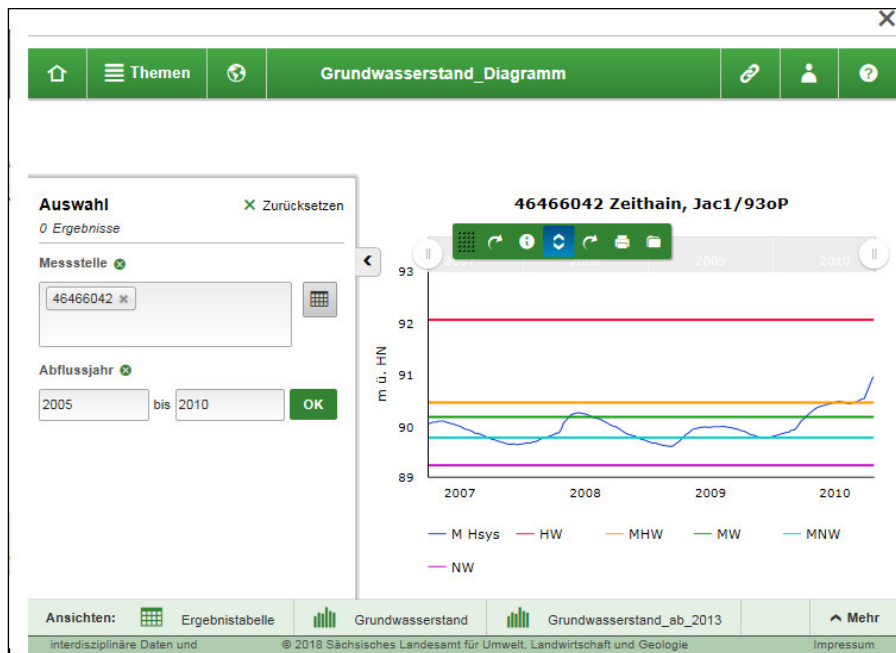 Themen
Grundwasserstand_Diagramm
Auswahl
Zurücksetzen
0 Ergebnisse
Messstelle
46466042
Abflussjahr
2005 bis 2010 OK
46466042 Zeithain, Jac1/93oP
2007 2008 2009 2010
m ü. HN
93
92
91
90
89
2007 2008 2009 2010
M Hsys HW MHW MW MNW
NW
Ansichten: Ergebnistabelle Grundwasserstand Grundwasserstand_ab_2013 Mehr
interdisziplinäre Daten und © 2018 Sächsisches Landesamt für Umwelt, Landwirtschaft und Geologie Impressum